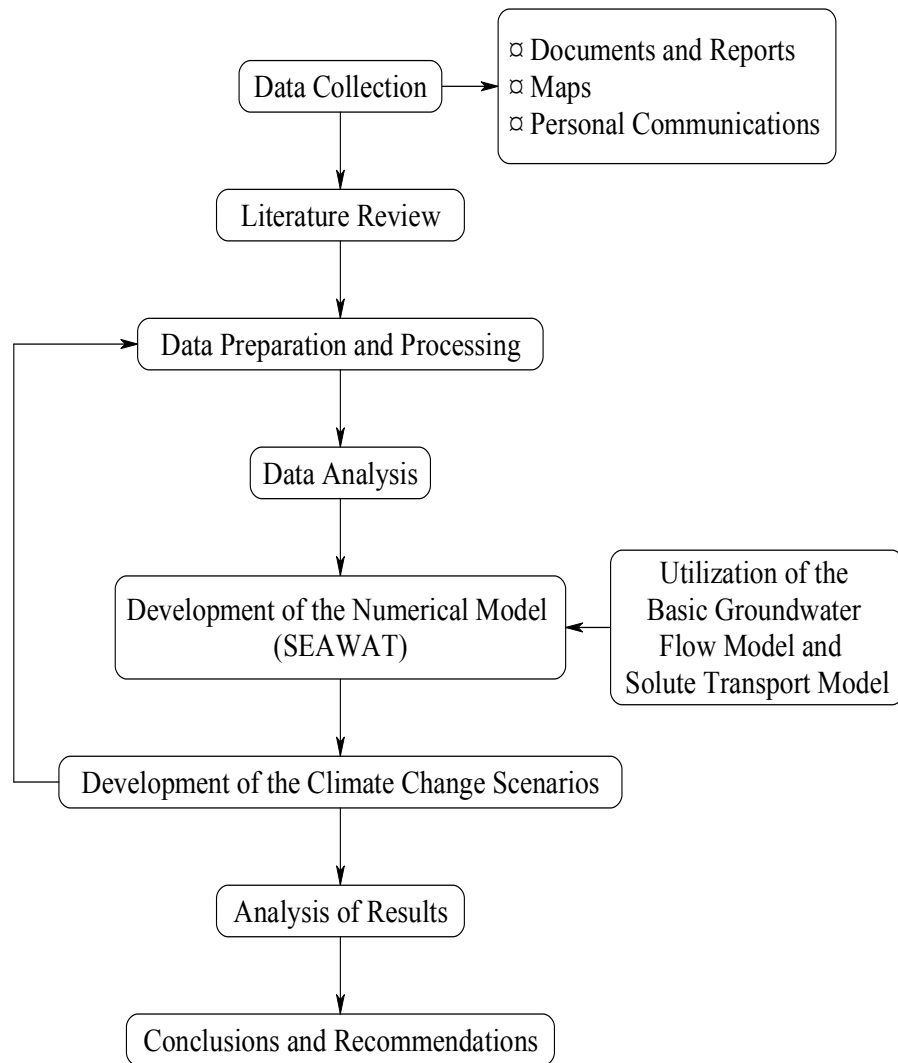 Data Collection
¤ Documents and Reports
¤ Maps
¤ Personal Communications
Literature Review
Data Preparation and Processing
Data Analysis
Development of the Numerical Model
(SEAWAT)
Utilization of the
Basic Groundwater
Flow Model and
Solute Transport Model
Development of the Climate Change Scenarios
Analysis of Results
Conclusions and Recommendations